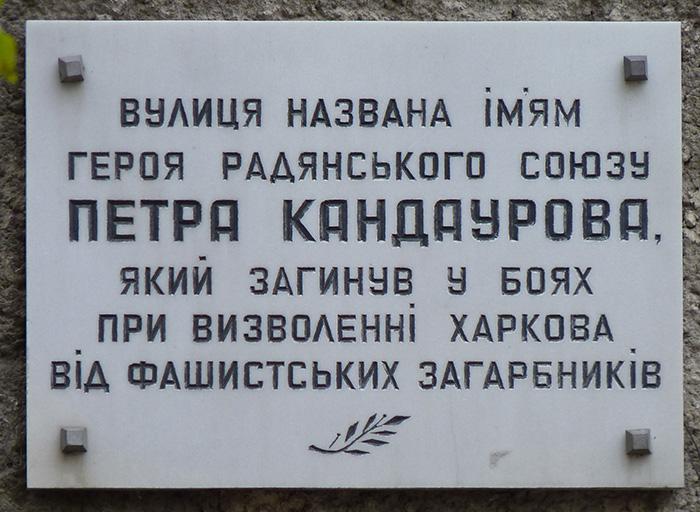 ВУЛИЦЯ НАЗВАНА ІМ'ЯМ
ГЕРОЯ РАДЯНСЬКОГО СОЮЗУ
ПЕТРА КАНДАУРОВА,
ЯКИЙ ЗАГИНУВ У БОЯХ
ПРИ ВИЗВОЛЕННІ ХАРКОВА
ВІД ФАШИСТСЬКИХ ЗАГАРБНИКІВ